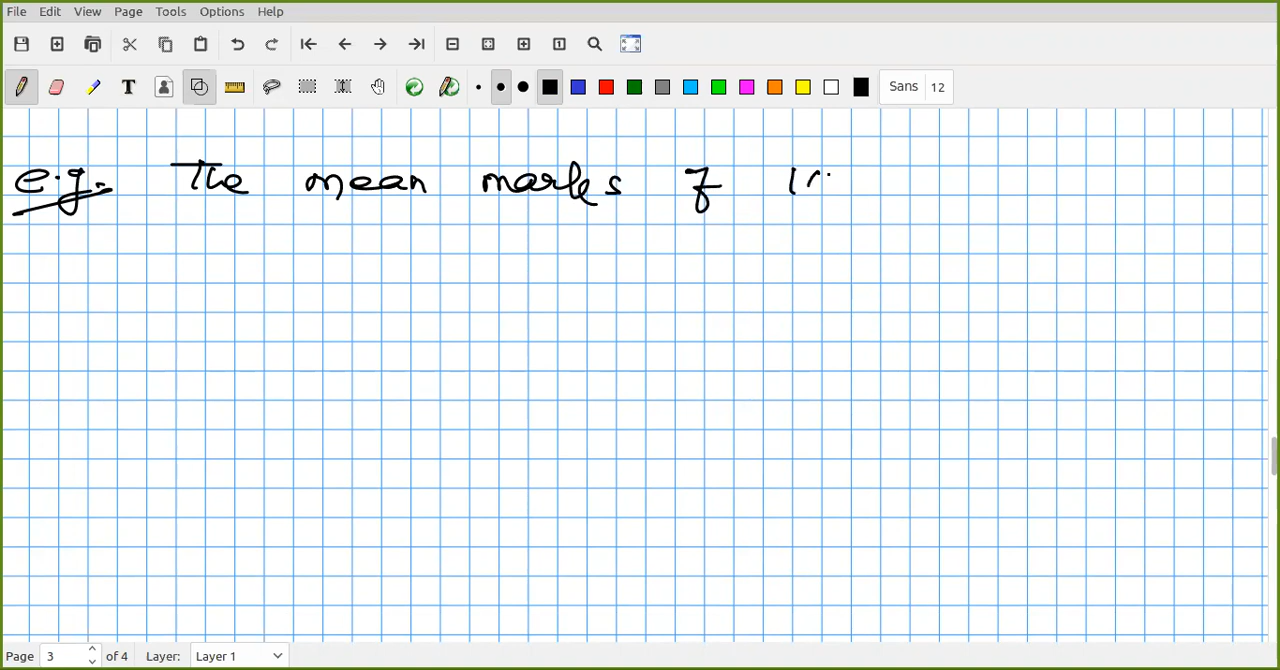 File Edit View Page Tools Options Help
T Sans 12
e.g. The mean marks of
Page 3 of 4 Layer: Layer 1